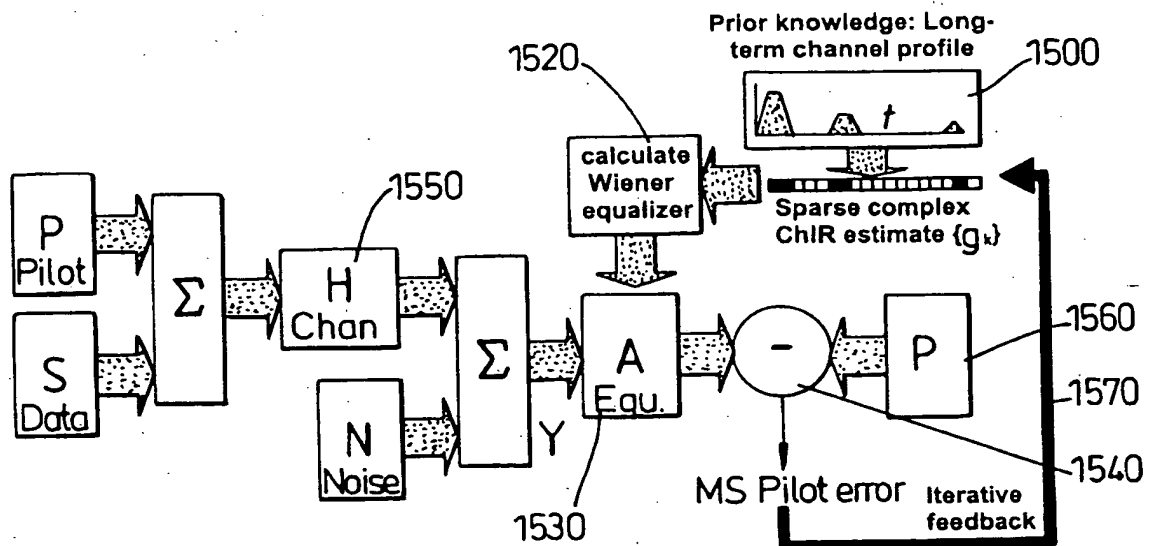 Prior knowledge: Long-
term channel profile
1500
1520
t
calculate
Wiener
equalizer
Sparse complex
ChIR estimate {gk}
P
Pilot
S
Data
Σ
1550
H
Chan
N
Noise
Σ
Y
A
Equ.
1530
-
P
1560
1570
1540
MS Pilot error
Iterative
feedback